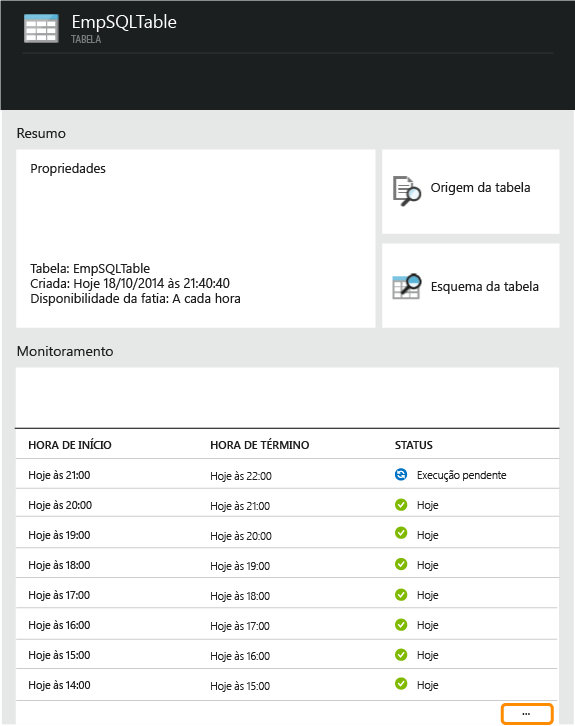 EmpSQLTable
TABELA
Resumo
Propriedades
Tabela: EmpSQLTable
Criada: Hoje 18/10/2014 às 21:40:40
Disponibilidade da fatia: A cada hora
Origem da tabela
Esquema da tabela
Monitoramento
HORA DE INÍCIO HORA DE TÉRMINO STATUS
Hoje às 21:00 Hoje às 22:00 Execução pendente
Hoje às 20:00 Hoje às 21:00 Hoje
Hoje às 19:00 Hoje às 20:00 Hoje
Hoje às 18:00 Hoje às 19:00 Hoje
Hoje às 17:00 Hoje às 18:00 Hoje
Hoje às 16:00 Hoje às 17:00 Hoje
Hoje às 15:00 Hoje às 16:00 Hoje
Hoje às 14:00 Hoje às 15:00 Hoje
...